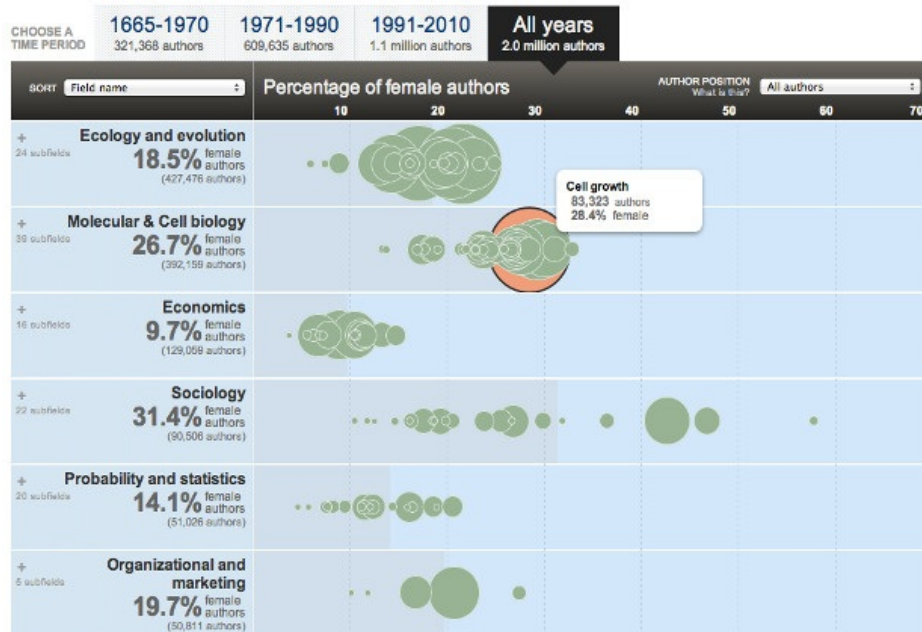 CHOOSE A
TIME PERIOD
1665-1970
321,368 authors
1971-1990
609,635 authors
1991-2010
1.1 million authors
All years
2.0 million authors
SORT Field name
Percentage of female authors
AUTHOR POSITION
What is this?
All authors
10 20 30 40 50 60 70
+ Ecology and evolution
24 subfields 18.5% female
authors
(427,476 authors)
Cell growth
83,323 authors
28.4% female
+ Molecular & Cell biology
36 subfields 26.7% female
authors
(392,159 authors)
+ Economics
16 subfields 9.7% female
authors
(129,059 authors)
+ Sociology
22 subfields 31.4% female
authors
(90,506 authors)
+ Probability and statistics
20 subfields 14.1% female
authors
(51,026 authors)
+ Organizational and
marketing
5 subfields 19.7% female
authors
(50,811 authors)